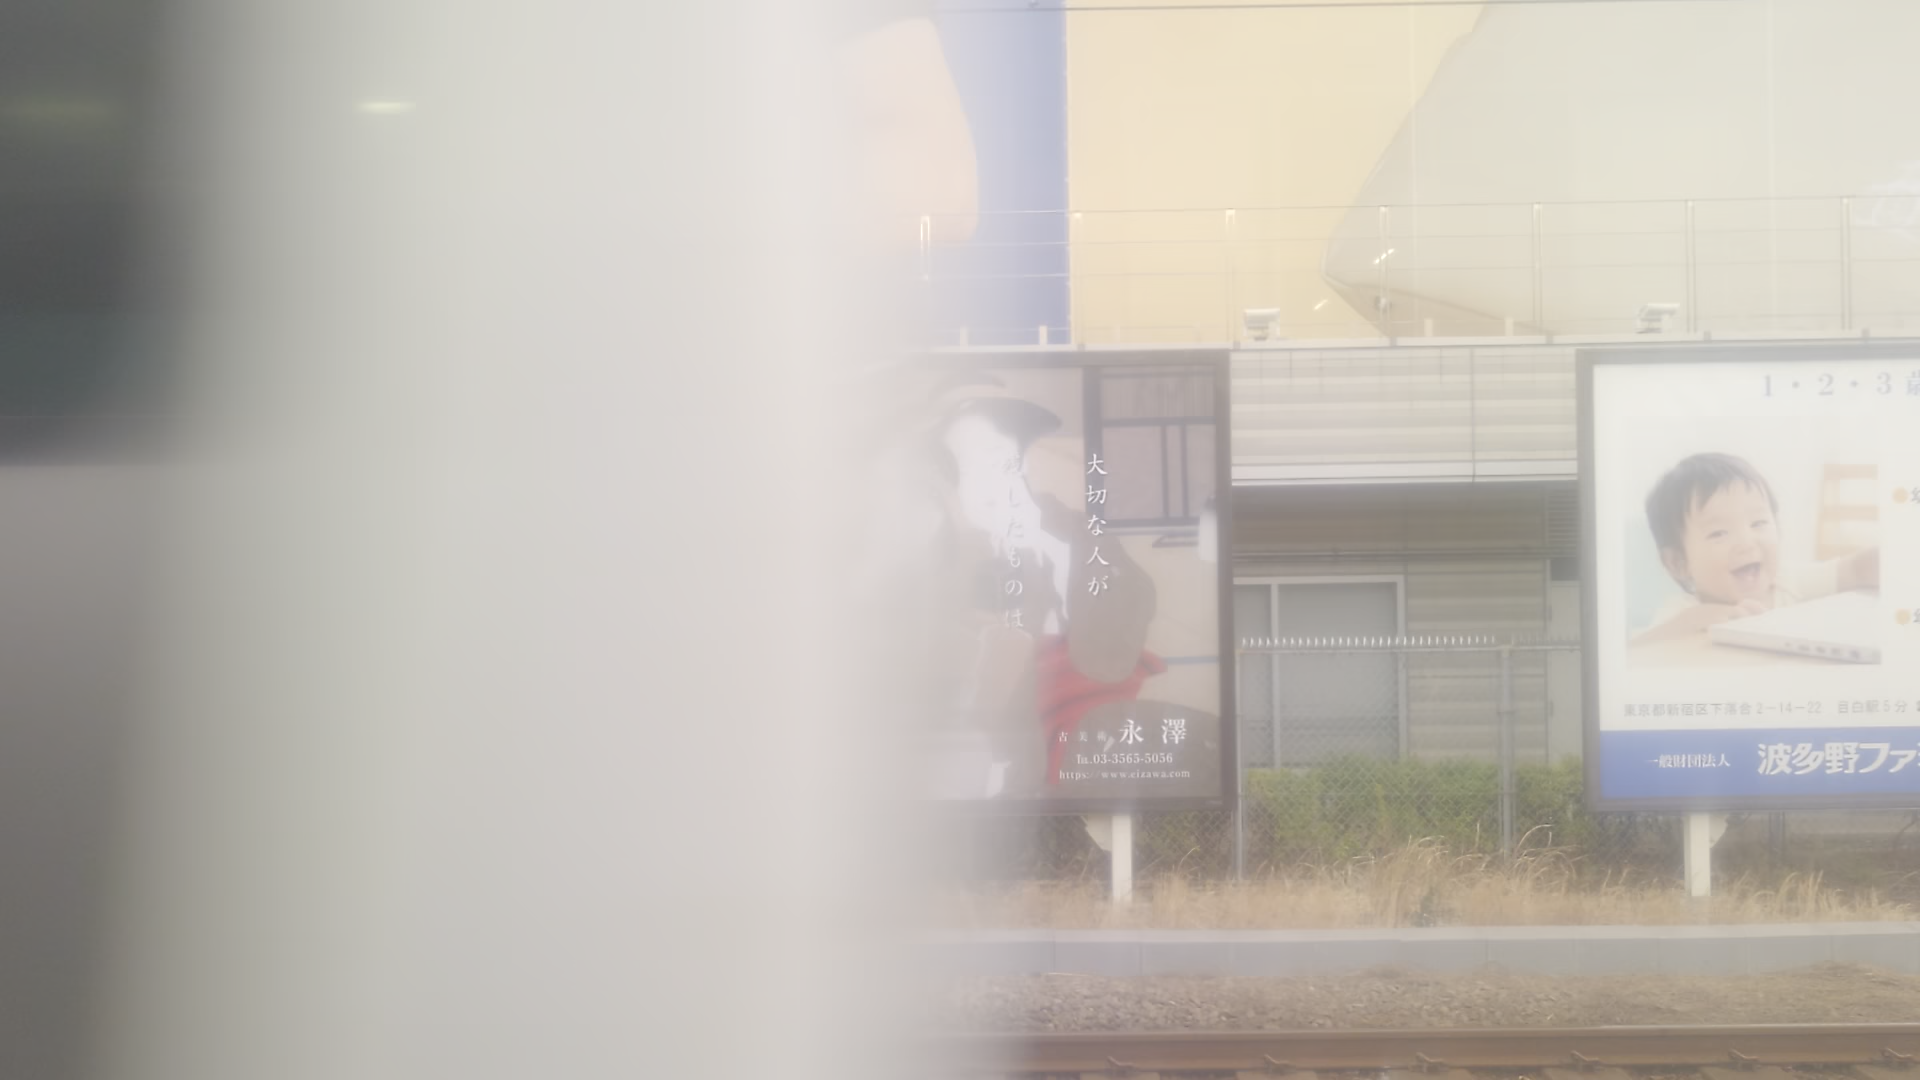 大切な人が
残したものは
古美術 永澤
TEL.03-3565-5056
https://www.eizawa.com
1・2・3歳
東京都新宿区下落合2-14-22 目白駅5分
一般財団法人 波多野ファ